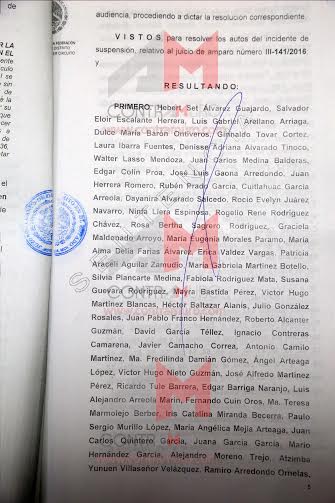 de
audiencia, procediendo a dictar la resolución correspondiente.
V I S T O S para resolver los autos del incidente de
suspensión, relativo al juicio de amparo número III-141/2016
y
RESULTANDO:
PRIMERO. Hebert Set Álvarez Guajardo, Salvador
Eloir Escalante Herrera, Luis Gabriel Arellano Arriaga,
Dulce María Barón Ontiveros, Grinaldo Tovar Cortez,
Laura Ibarra Fuentes, Denisse Adriana Alvarado Tinoco,
Walter Lasso Mendoza, Juan Carlos Medina Balderas,
Edgar Colín Proa, José Luis Gaona Arredondo, Juan
Herrera Romero, Rubén Prado García, Cuitlahuac García
Arreola, Dayanira Alvarado Salcedo, Rocío Evelyn Juárez
Navarro, Ninfa Liera Espinosa, Rogelio Rene Rodríguez
Chávez, Rosa Rodríguez, Graciela
Maldonado Arroyo, María Eugenia Morales Paramo, María
Alma Delia Farías Álvarez, Erica Valdez Vargas, Patricia
Araceli Aguilar Zamudio, Gabriela Martínez Botello,
Silvia Plancarte Medina, Fabiola Rodríguez Mata, Susana
Guevara Rodríguez, Mayra Bastida Pérez, Víctor Hugo
Martínez Blancas, Héctor Baltazar Alanis, Julio González
Rosales, Juan Pablo Franco Hernández, Roberto Alcanter
Guzmán, David García Téllez, Ignacio Contreras
Camarena, Javier Camacho Correa, Antonio Camilo
Martínez, Ma. Fredilinda Damián Gómez, Ángel Arteaga
López, Víctor Hugo Nieto Guzmán, José Alfredo Martínez
Pérez, Ricardo Tule Barrera, Edgar Barriga Naranjo, Luis
Alejandro Arreola Marín, Fernando Cuin Oros, Ma. Teresa
Marmolejo Berber, Iris Catalina Miranda Becerra, Paulo
Sergio Murillo López, María Angélica Mejía Arteaga, Juan
Carlos Quintero García, Juana García García, Mario
Hernández García, Alejandro Moreno Trejo, Atzimba
Yunuen Villaseñor Velázquez, Ramiro Arredondo Ornelas,
5